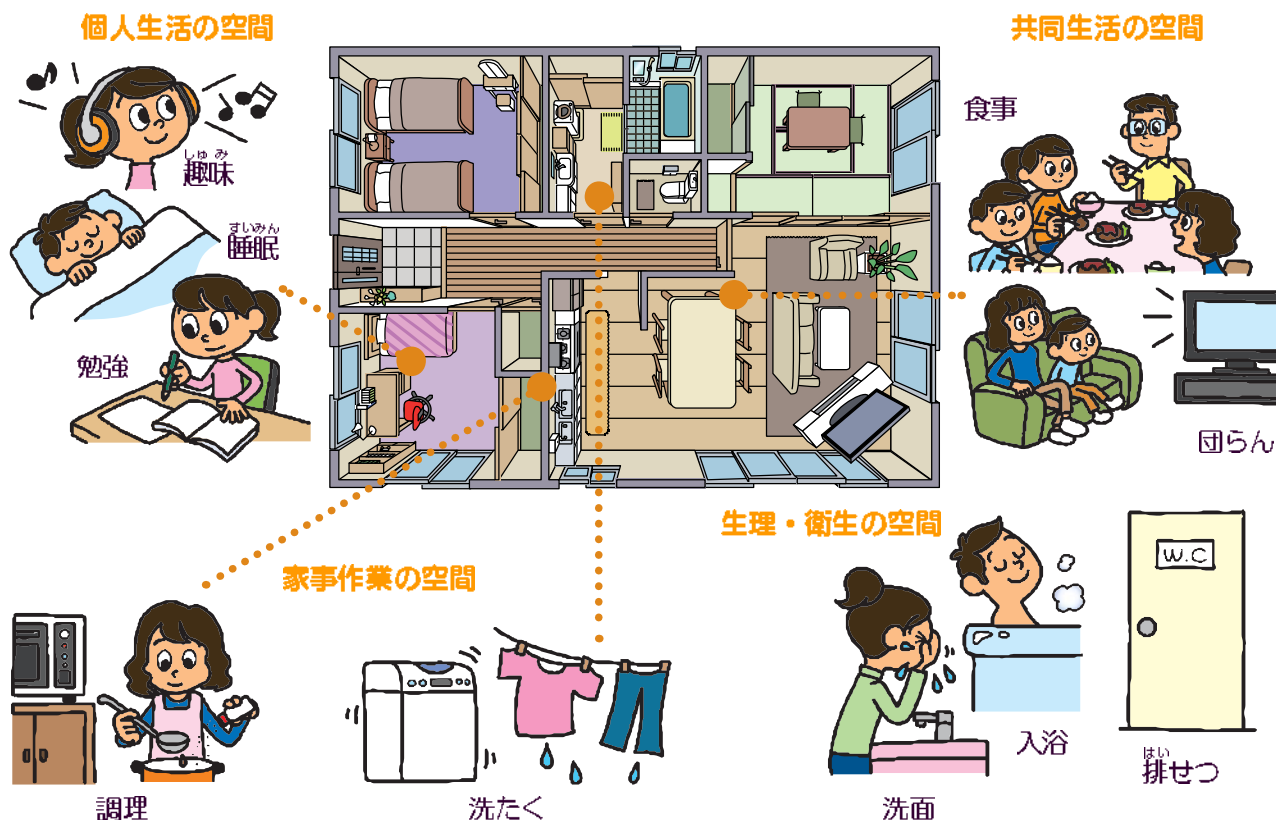 個人生活の空間
しゅみ
趣味
すいみん
睡眠
勉強
共同生活の空間
食事
団らん
家事作業の空間
調理
洗たく
生理・衛生の空間
洗面
入浴
W.C
はい
排せつ